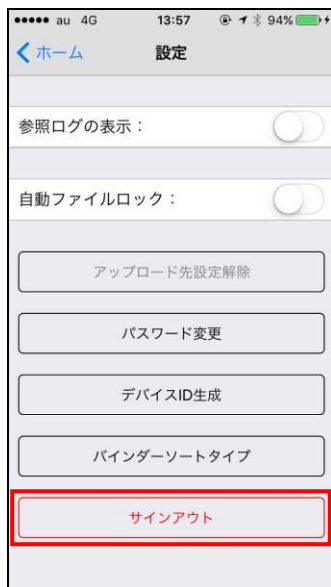 au 4G 13:57 94%
ホーム 設定
参照ログの表示：
自動ファイルロック：
アップロード先設定解除
パスワード変更
デバイスID生成
バインダーソートタイプ
サインアウト